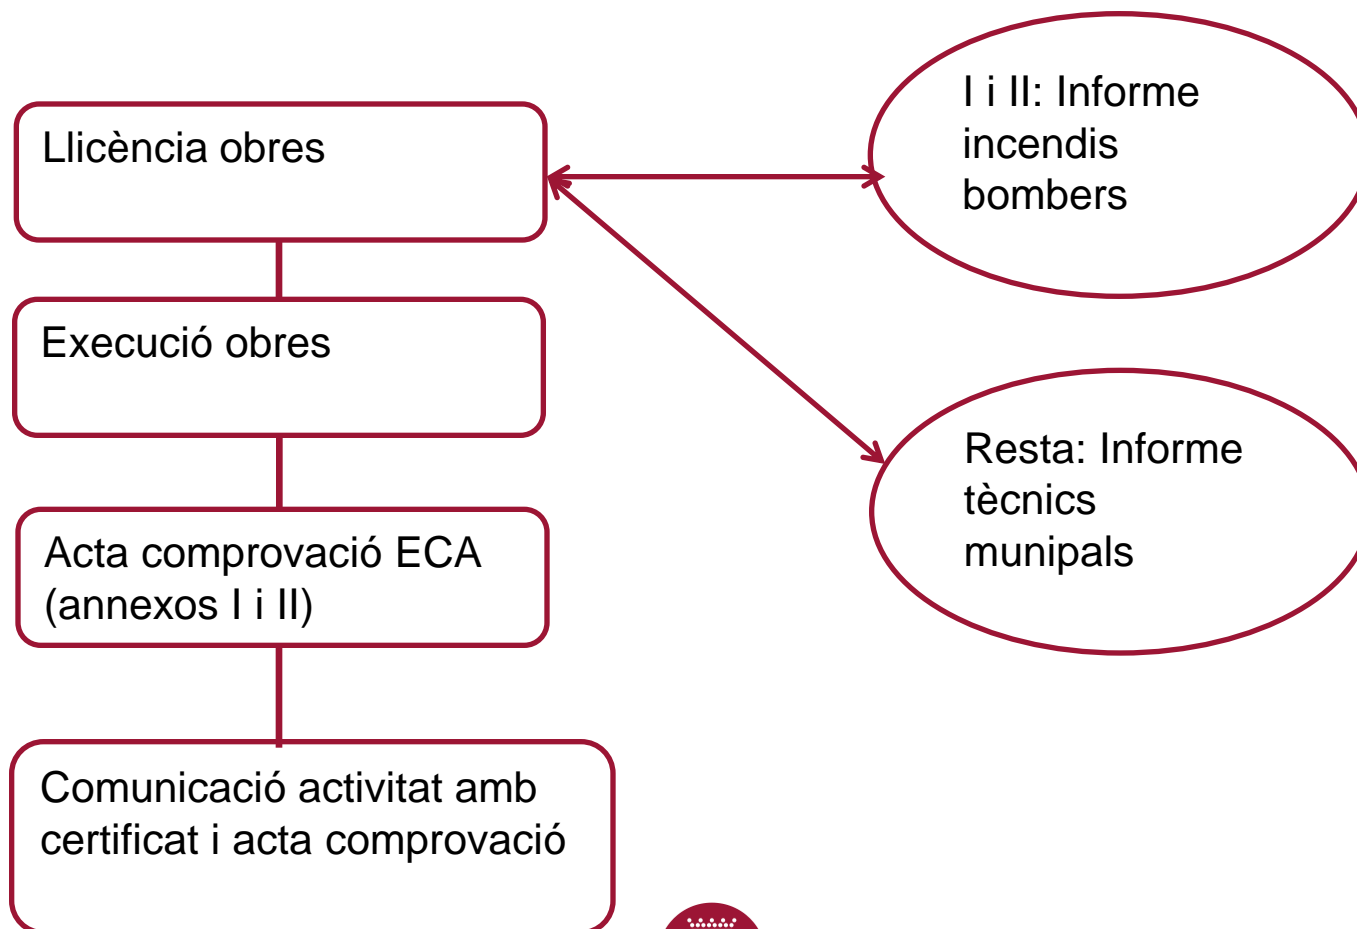 Llicència obres
I i II: Informe
incendis
bombers
Execució obres
Resta: Informe
tècnics
munipals
Acta comprovació ECA
(annexos I i II)
Comunicació activitat amb
certificat i acta comprovació